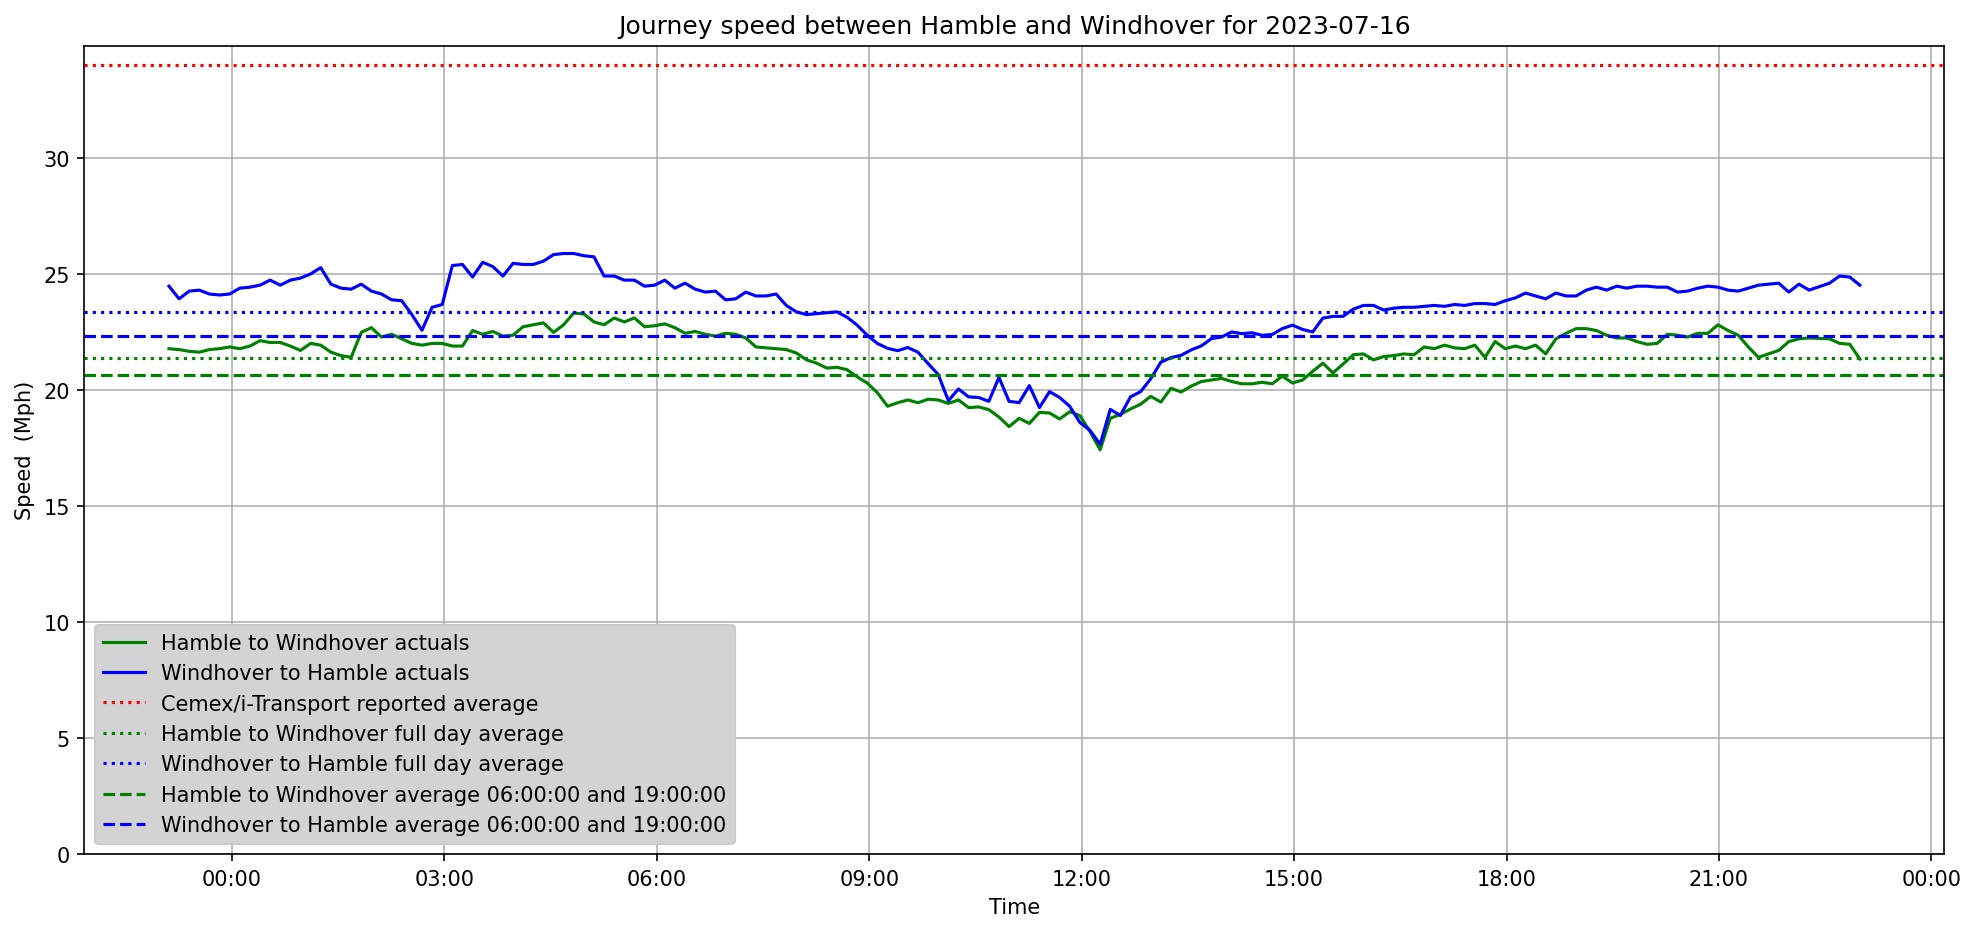 Journey speed between Hamble and Windhover for 2023-07-16
30
25
20
15
10
5
0
Speed (Mph)
Hamble to Windhover actuals
Windhover to Hamble actuals
Cemex/i-Transport reported average
Hamble to Windhover full day average
Windhover to Hamble full day average
Hamble to Windhover average 06:00:00 and 19:00:00
Windhover to Hamble average 06:00:00 and 19:00:00
00:00 03:00 06:00 09:00 12:00 15:00 18:00 21:00 00:00
Time